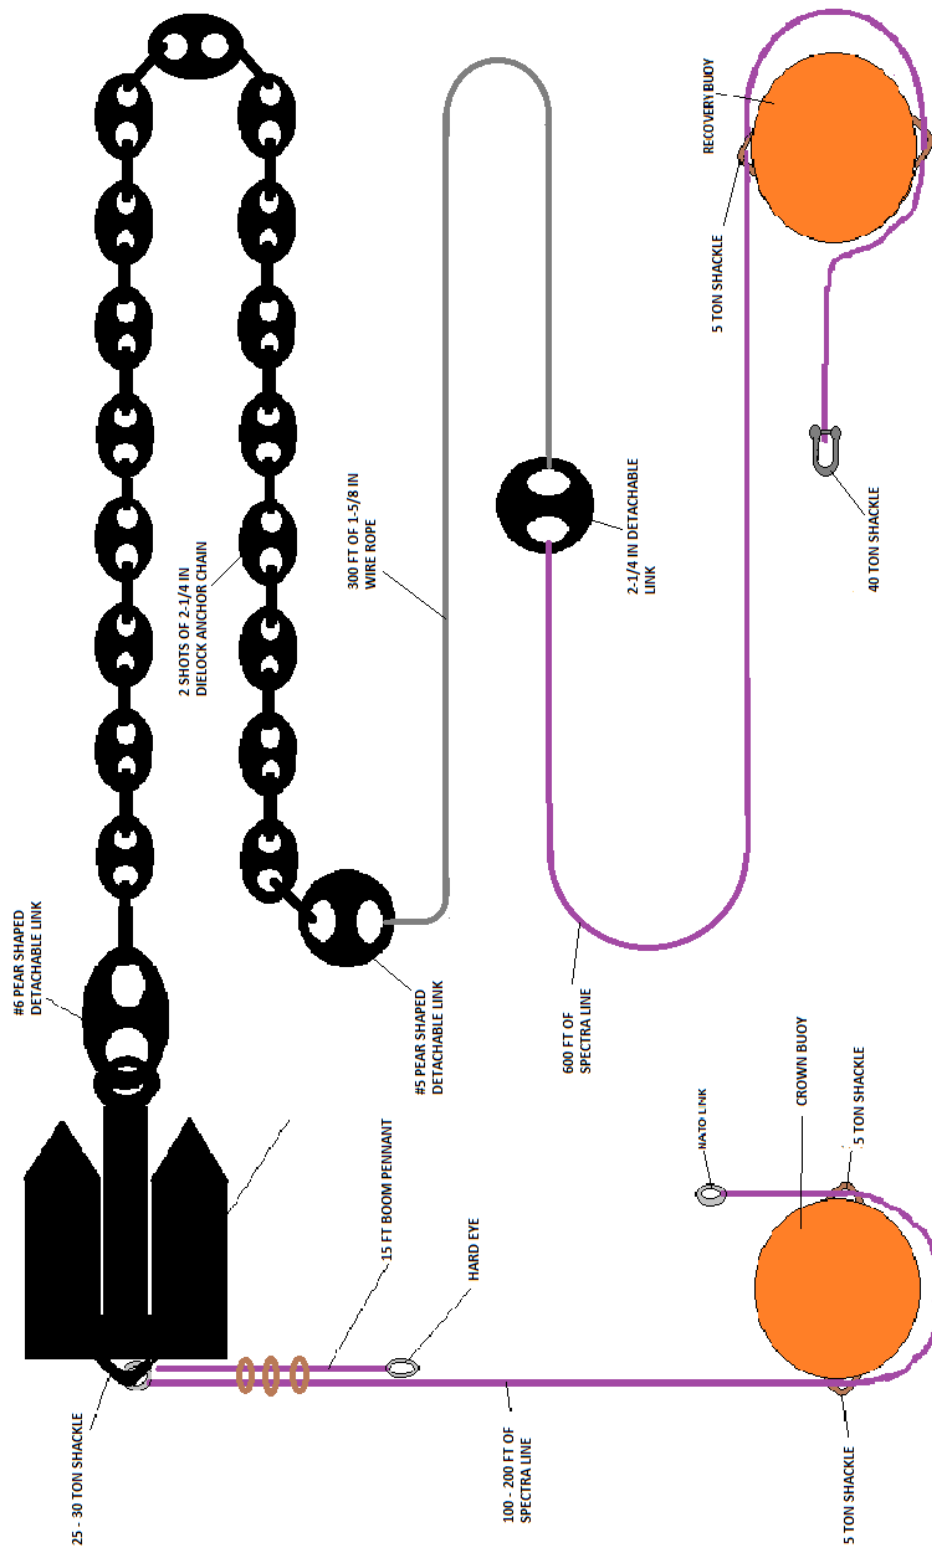 #6 PEAR SHAPED
DETACHABLE LINK
25 - 30 TON SHACKLE
2 SHOTS OF 2-1/4 IN
DIELOCK ANCHOR CHAIN
300 FT OF 1-5/8 IN
WIRE ROPE
#5 PEAR SHAPED
DETACHABLE LINK
15 FT BOOM PENNANT
HARD EYE
100 - 200 FT OF
SPECTRA LINE
600 FT OF
SPECTRA LINE
2-1/4 IN DETACHABLE
LINK
RECOVERY BUOY
5 TON SHACKLE
40 TON SHACKLE
NATO LINK
CROWN BUOY
5 TON SHACKLE
5 TON SHACKLE